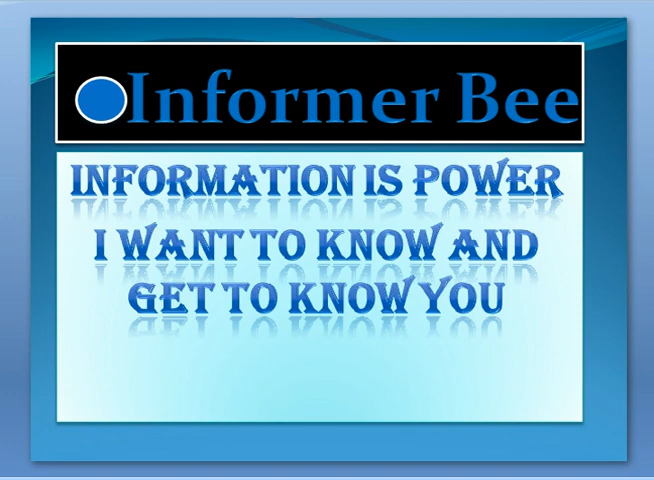 Informer Bee
INFORMATION IS POWER
I WANT TO KNOW AND
GET TO KNOW YOU